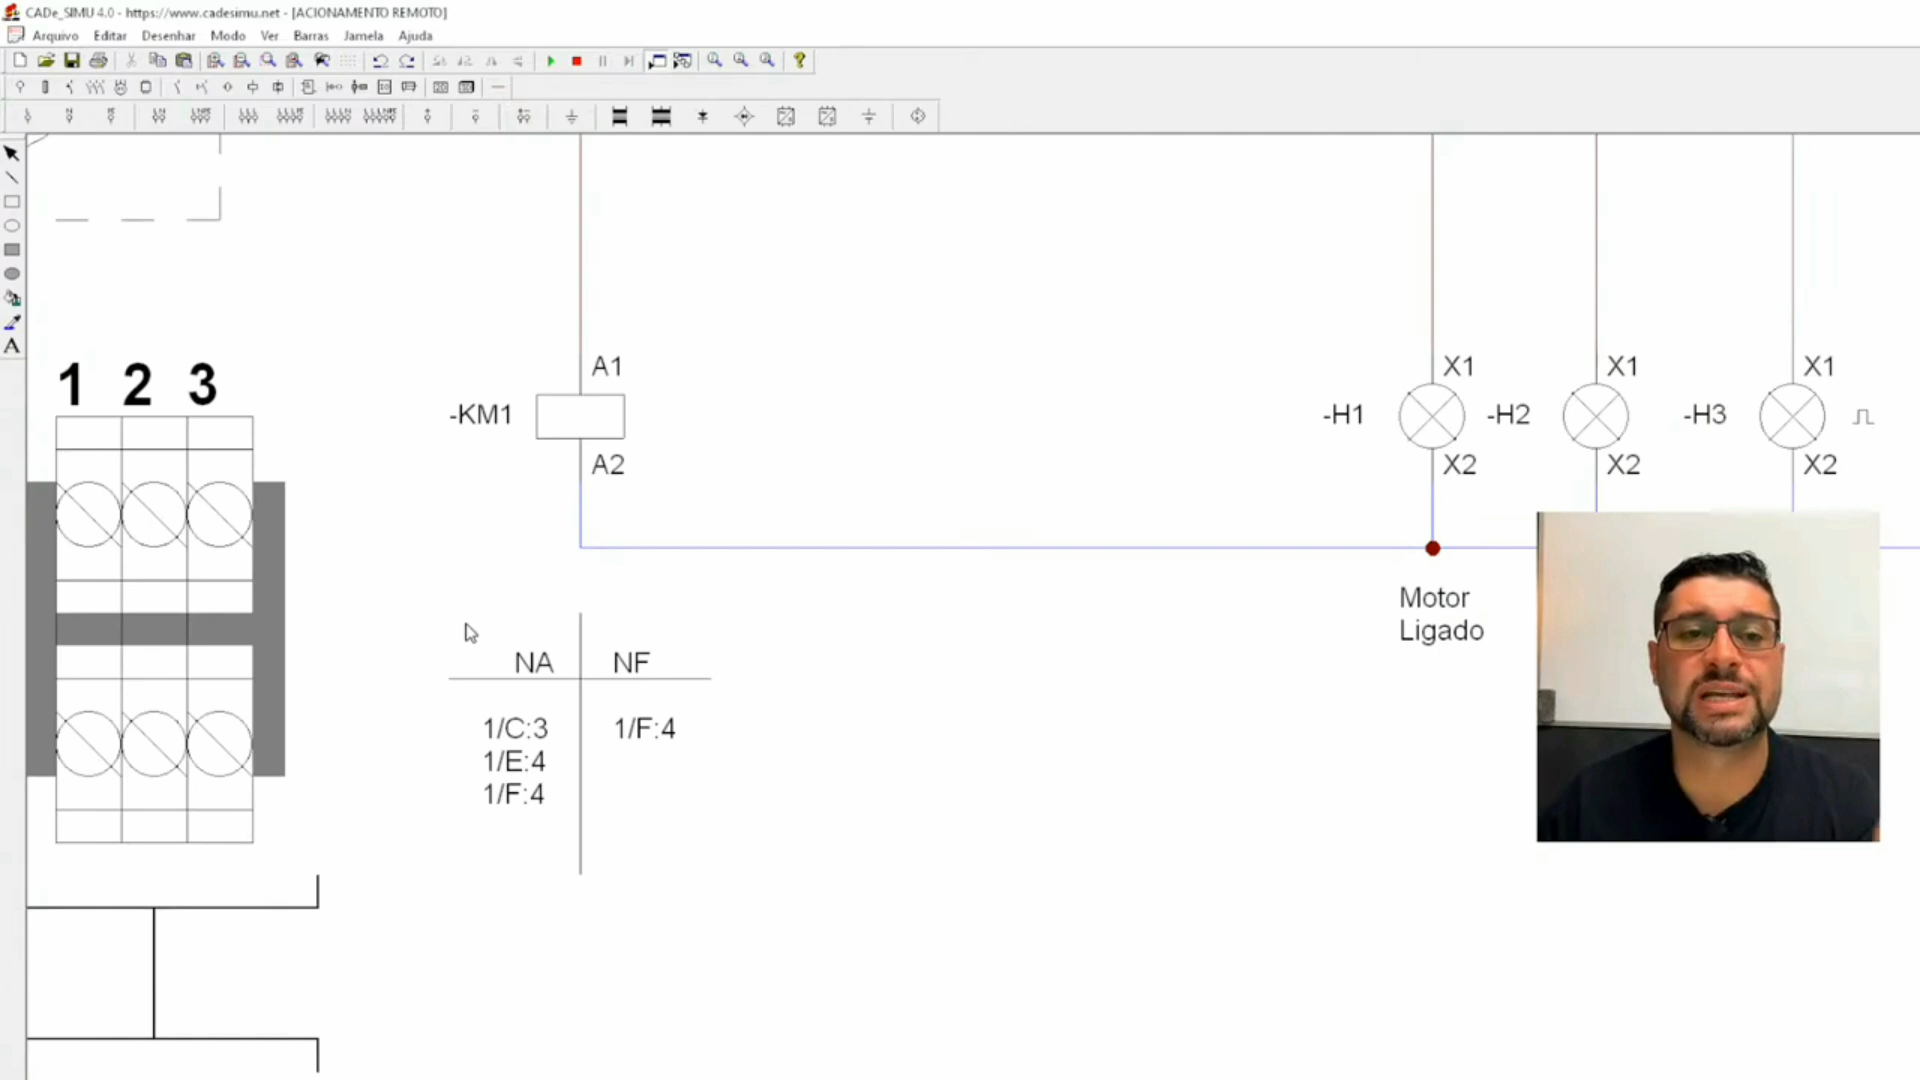 CADe_SIMU 4.0 - https://www.cadesimu.net - [ACIONAMENTO REMOTO]
Arquivo Editar Desenhar Modo Ver Barras Jamela Ajuda
A
1 2 3
A1
-KM1
A2
X1 X1 X1
-H1 -H2 -H3
X2 X2 X2
Motor
Ligado
NA NF
1/C:3 1/F:4
1/E:4
1/F:4